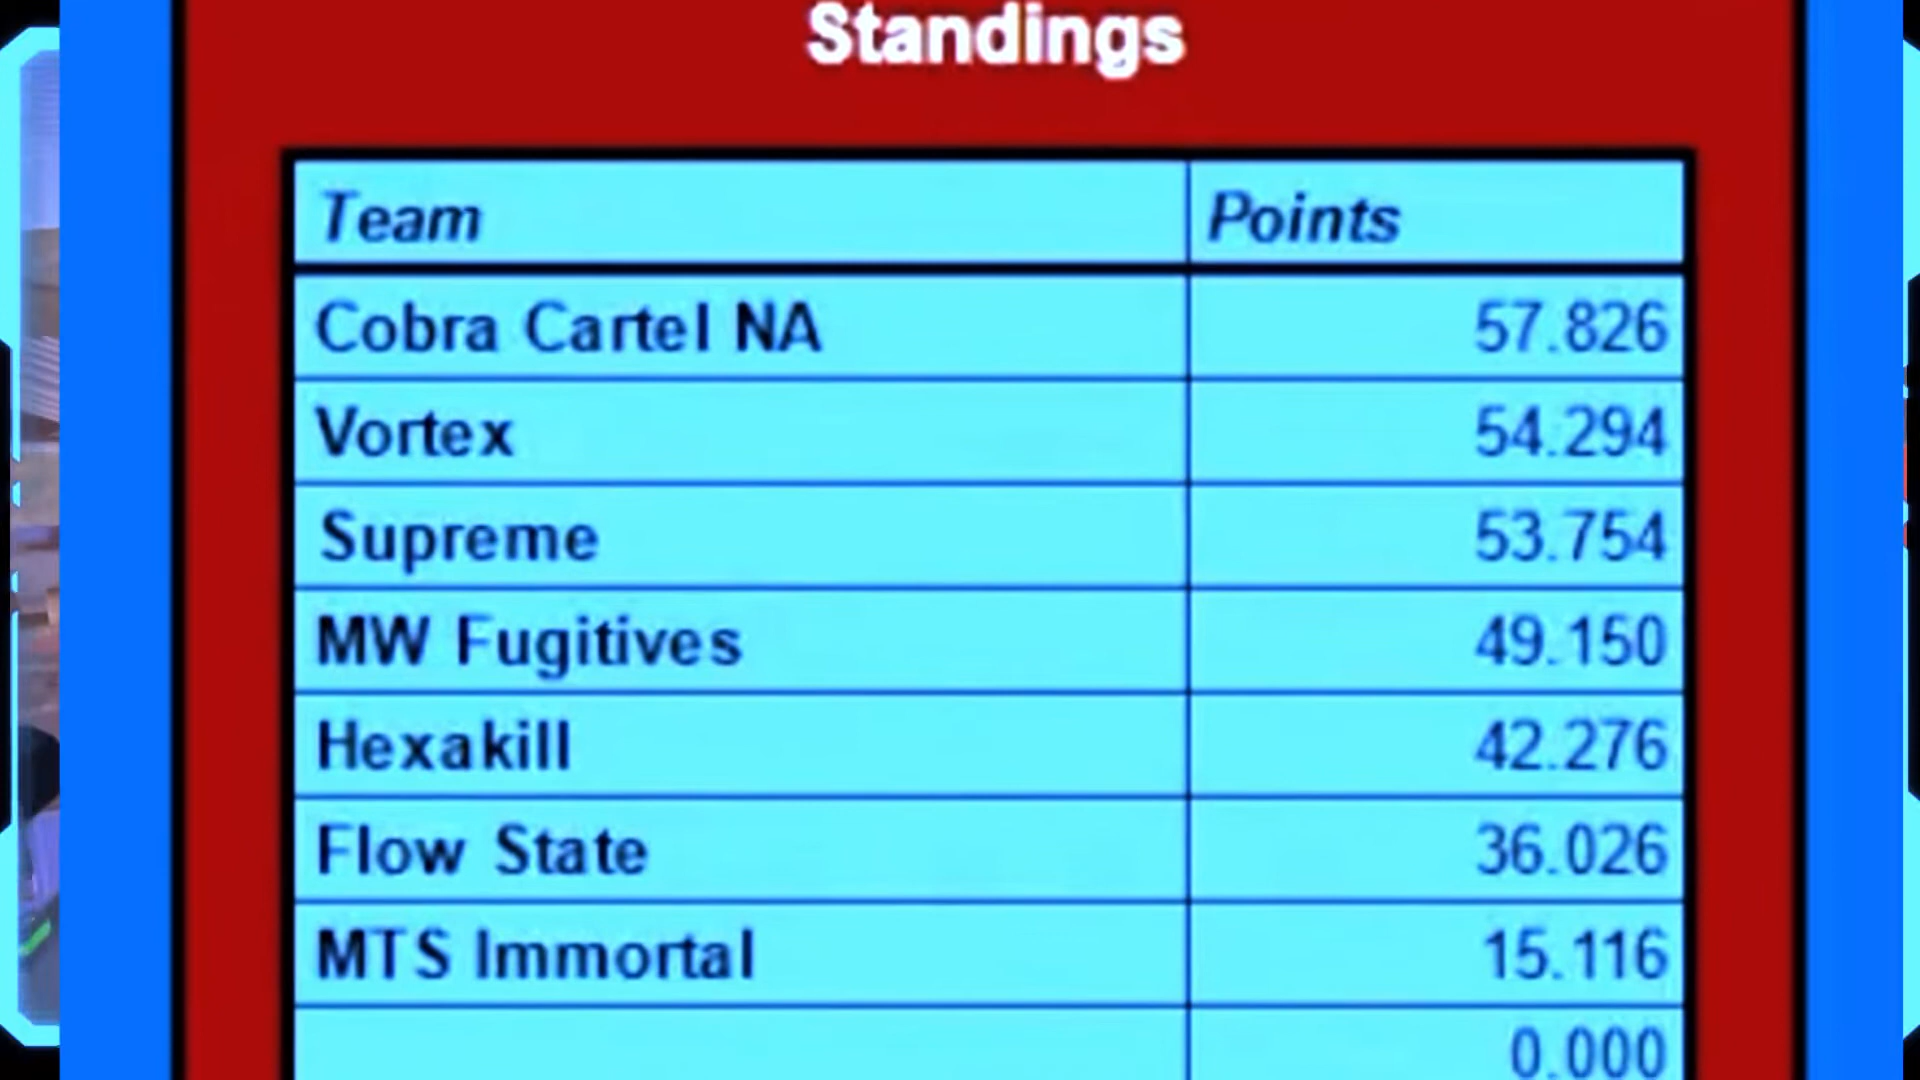 Standings
Team Points
Cobra Cartel NA 57.826
Vortex 54.294
Supreme 53.754
MW Fugitives 49.150
Hexakill 42.276
Flow State 36.026
MTS Immortal 15.116
0.000